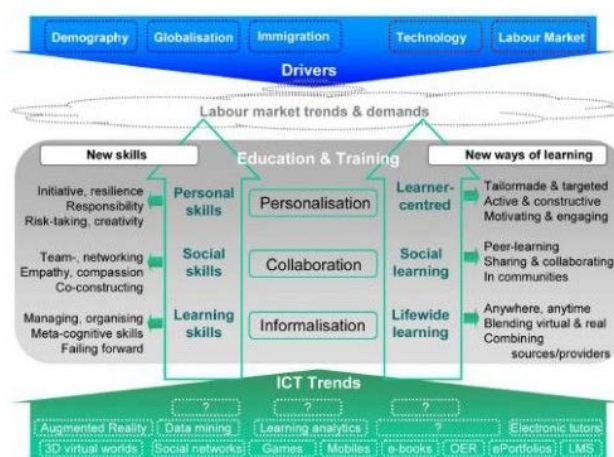 Demography Globalisation Immigration Technology Labour Market
Drivers
Labour market trends & demands
New skills Education & Training New ways of learning
Initiative, resilience
Responsibility
Risk-taking, creativity
Personal
skills
Personalisation
Learner-
centred
Tailormade & targeted
Active & constructive
Motivating & engaging
Team-, networking
Empathy, compassion
Co-constructing
Social
skills
Collaboration
Social
learning
Peer-learning
Sharing & collaborating
In communities
Managing, organising
Meta-cognitive skills
Failing forward
Learning
skills
Informalisation
Lifewide
learning
Anywhere, anytime
Blending virtual & real
Combining
sources/providers
ICT Trends
? ? ?
Augmented Reality Data mining Learning analytics ? Electronic tutors
3D virtual worlds Social networks Games Mobiles e-books OER ePortfolios LMS